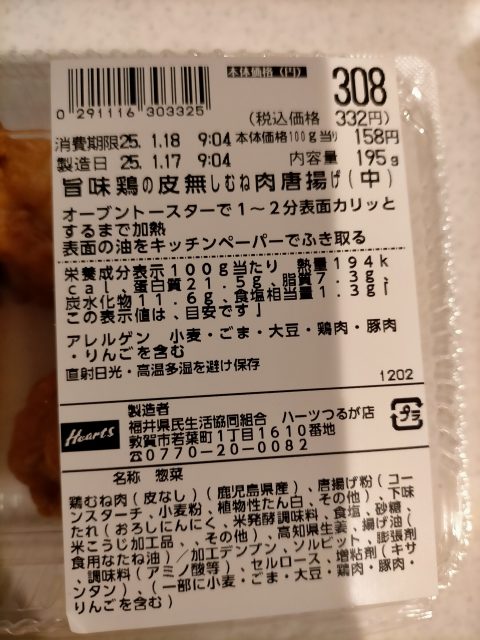 本体価格(円) 308
0 291116 303325
(税込価格 332円)
消費期限25. 1.18 9:04 本体価格100g当り 158円
製造日 25. 1.17 9:04 内容量 195g
旨味鶏の皮無しむね肉唐揚げ(中)
オーブントースターで1～2分表面カリッと
するまで加熱
表面の油をキッチンペーパーでふき取る
栄養成分表示100g当たり 熱量194k
cal、蛋白質21.5g、脂質7.3g、
炭水化物11.6g、食塩相当量1.3g「
この表示値は、目安です」
アレルゲン 小麦・ごま・大豆・鶏肉・豚肉
・りんごを含む
直射日光・高温多湿を避け保存
1202
製造者
福井県民生活協同組合 ハーツつるが店
敦賀市若葉町1丁目1610番地
☎0770-20-0082
Hearts
プラ
名称 惣菜
鶏むね肉(皮なし)(鹿児島県産)、唐揚粉(コー
ンスターチ、小麦粉、植物性たん白、その他)、下味
たれ(おろしにんにく、米発酵調味料、食塩、砂糖、
米こうじ加工品、、その他)、高知県生姜、揚げ油(
食用なたね油)／加工デンプン、ソルビット、膨張剤
、調味料(アミノ酸等)、セルロース、増粘剤(キサ
ンタン)、(一部に小麦・ごま・大豆・鶏肉・豚肉・
りんごを含む)